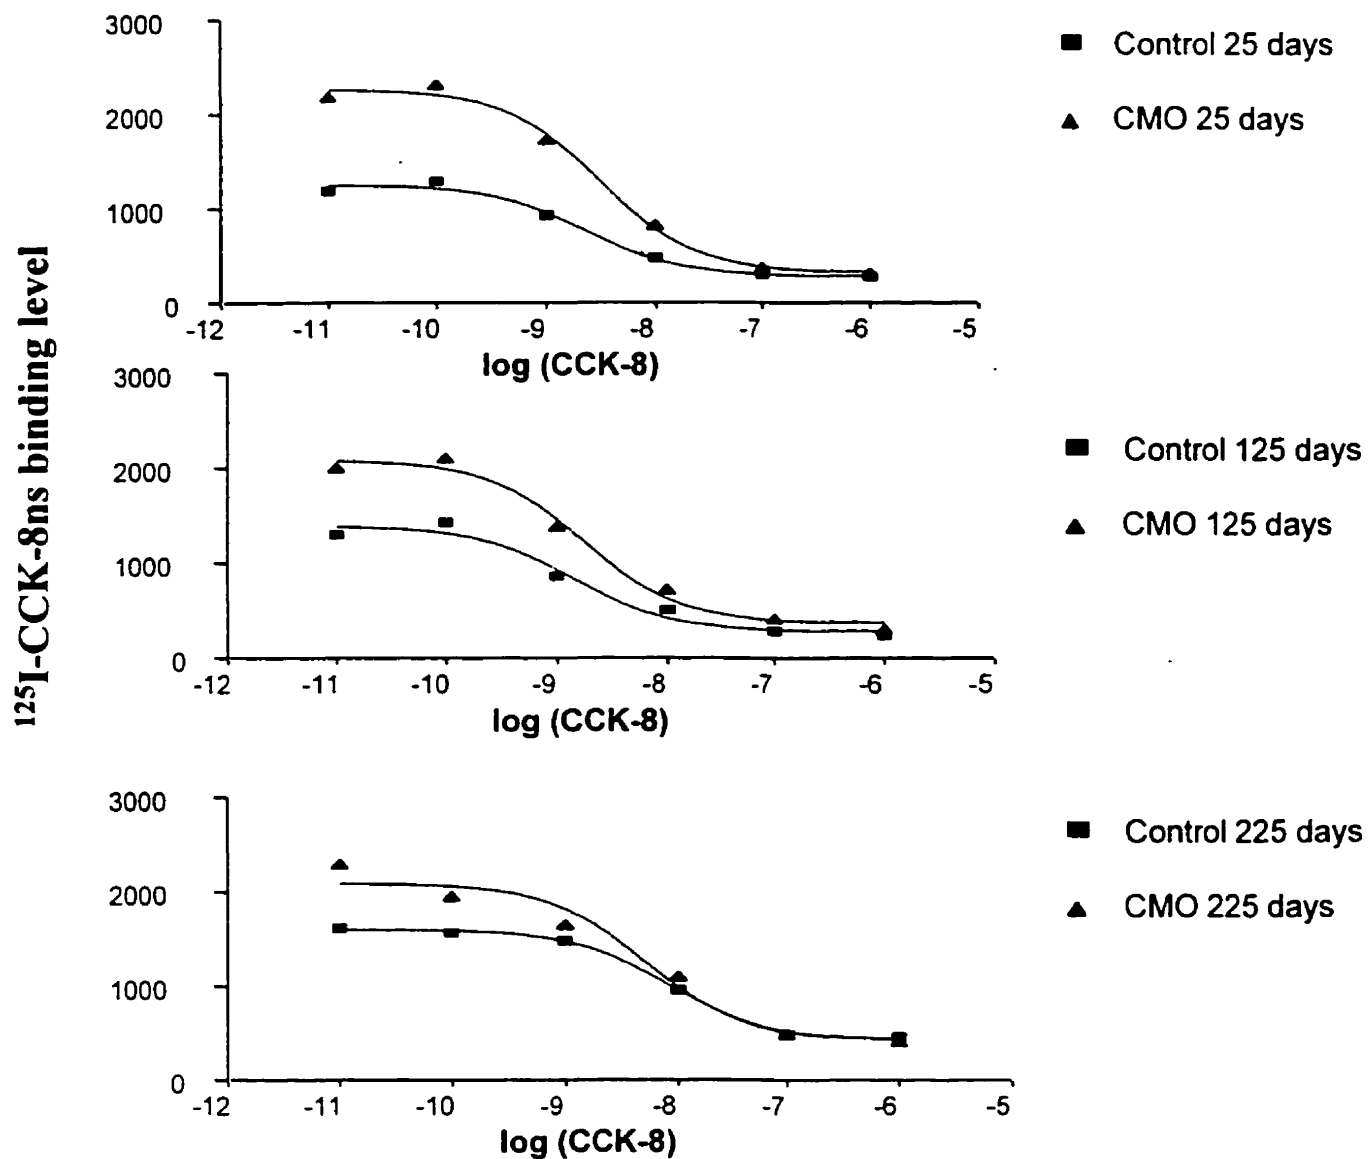 ¹²⁵I-CCK-8ns binding level
3000
2000
1000
0
-12 -11 -10 -9 -8 -7 -6 -5
log (CCK-8)
Control 25 days
CMO 25 days
3000
2000
1000
0
-12 -11 -10 -9 -8 -7 -6 -5
log (CCK-8)
Control 125 days
CMO 125 days
3000
2000
1000
0
-12 -11 -10 -9 -8 -7 -6 -5
log (CCK-8)
Control 225 days
CMO 225 days